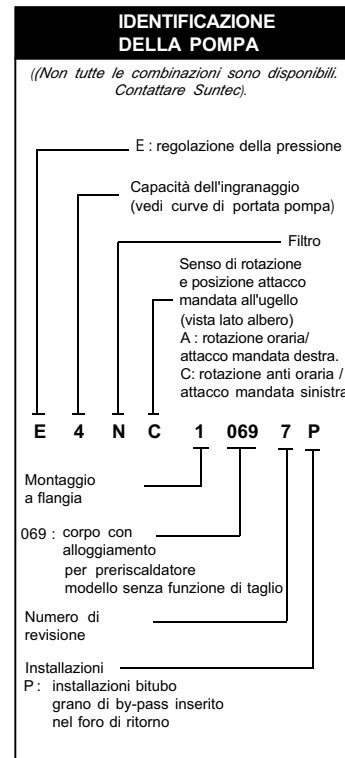 IDENTIFICAZIONE
DELLA POMPA
((Non tutte le combinazioni sono disponibili.
Contattare Suntec).
E : regolazione della pressione
Capacità dell'ingranaggio
(vedi curve di portata pompa)
Filtro
Senso di rotazione
e posizione attacco
mandata all'ugello
(vista lato albero)
A : rotazione oraria/
attacco mandata destra.
C: rotazione anti oraria /
attacco mandata sinistra
E 4 N C 1 069 7 P
Montaggio
a flangia
069 : corpo con
alloggiamento
per preriscaldatore
modello senza funzione di taglio
Numero di
revisione
Installazioni
P : installazioni bitubo
grano di by-pass inserito
nel foro di ritorno